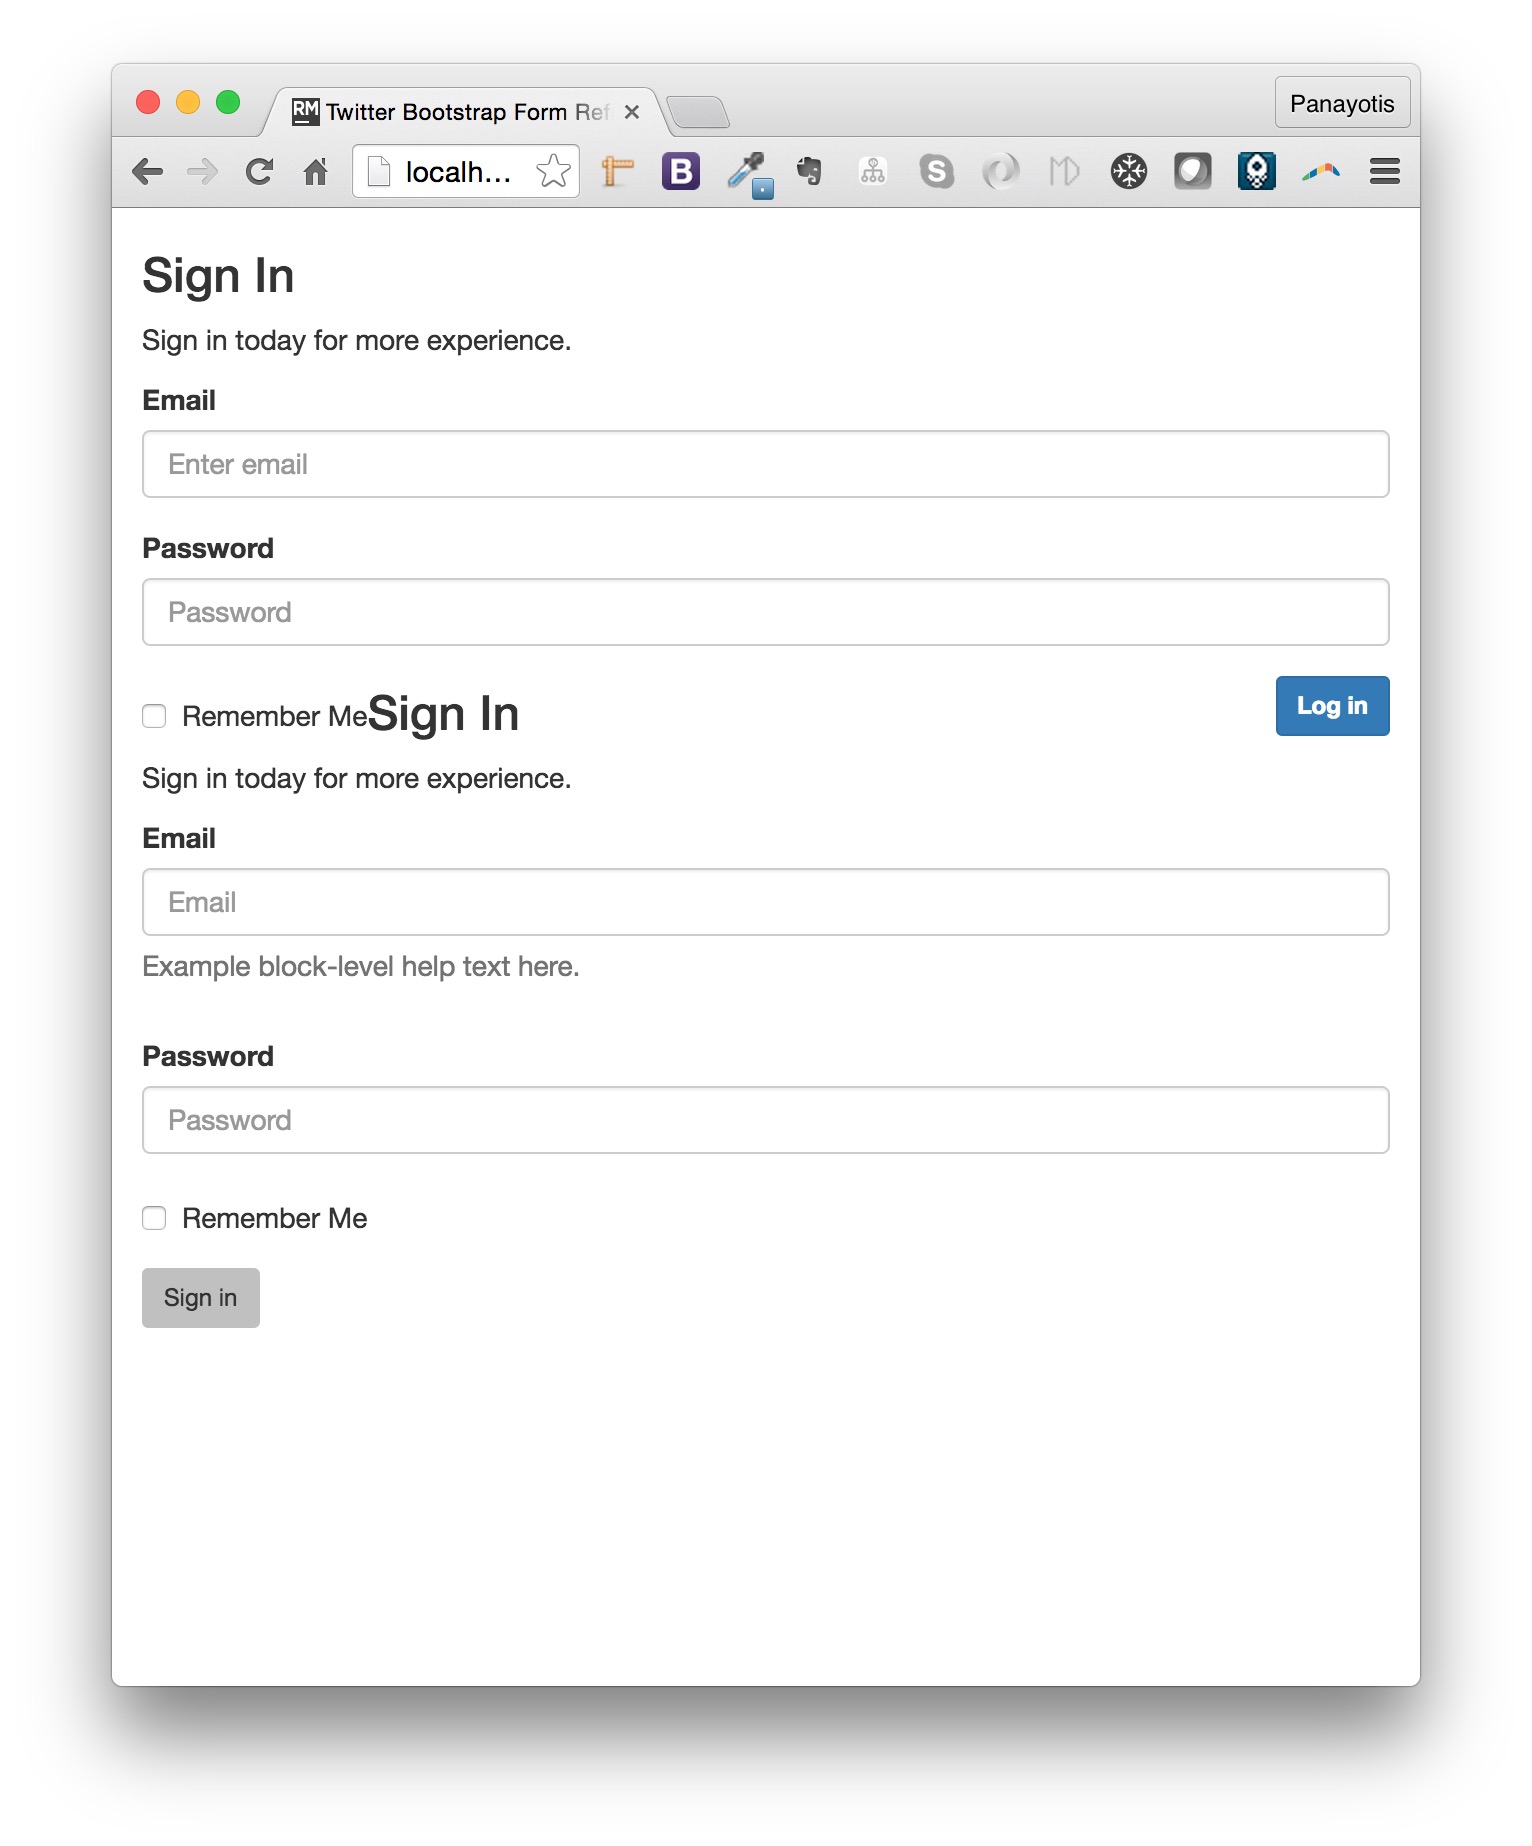 RM Twitter Bootstrap Form Ref
Panayotis
localh...
B
S
Sign In
Sign in today for more experience.
Email
Enter email
Password
Password
Remember MeSign In
Log in
Sign in today for more experience.
Email
Email
Example block-level help text here.
Password
Password
Remember Me
Sign in